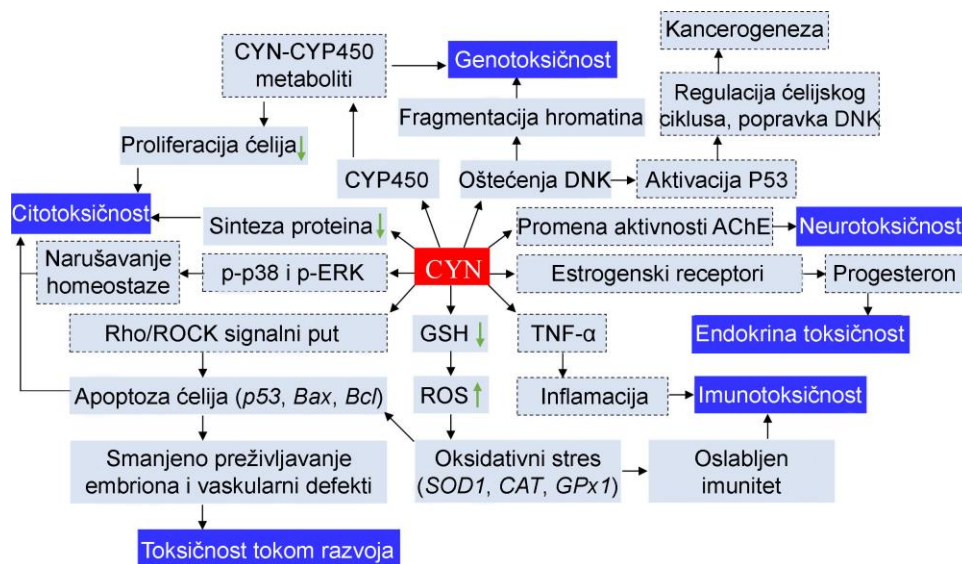 Kancerogeneza
CYN-CYP450
metaboliti
Genotoksičnost
Regulacija ćelijskog
ciklusa, popravka DNK
Fragmentacija hromatina
Proliferacija ćelija
CYP450
Oštećenja DNK
Aktivacija P53
Citotoksičnost
Sinteza proteina
Promena aktivnosti AChE
Neurotoksičnost
Narušavanje
homeostaze
p-p38 i p-ERK
CYN
Estrogenski receptori
Progesteron
Rho/ROCK signalni put
GSH
TNF-α
Endokrina toksičnost
Apoptoza ćelija (p53, Bax, Bcl)
ROS
Inflamacija
Imunotoksičnost
Smanjeno preživljavanje
embriona i vaskularni defekti
Oksidativni stres
(SOD1, CAT, GPx1)
Oslabljen
imunitet
Toksičnost tokom razvoja